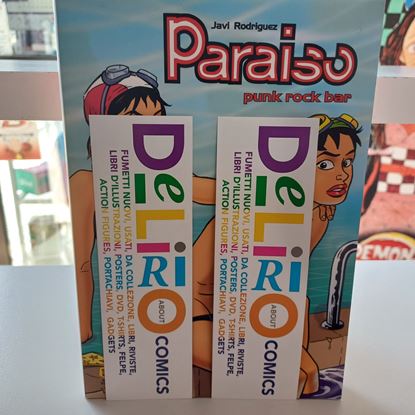 Javi Rodríguez
Paraiso
punk rock bar
DeLiRiO
ABOUT
COMICS
FUMETTI NUOVI, USATI, DA COLLEZIONE, LIBRI, RIVISTE,
LIBRI D'ILLUSTRAZIONI, POSTERS, DVD, T-SHIRTS, FELPE,
ACTION FIGURES, PORTACHIAVI, GADGETS
DeLiRiO
ABOUT
COMICS
FUMETTI NUOVI, USATI, DA COLLEZIONE, LIBRI, RIVISTE,
LIBRI D'ILLUSTRAZIONI, POSTERS, DVD, T-SHIRTS, FELPE,
ACTION FIGURES, PORTACHIAVI, GADGETS